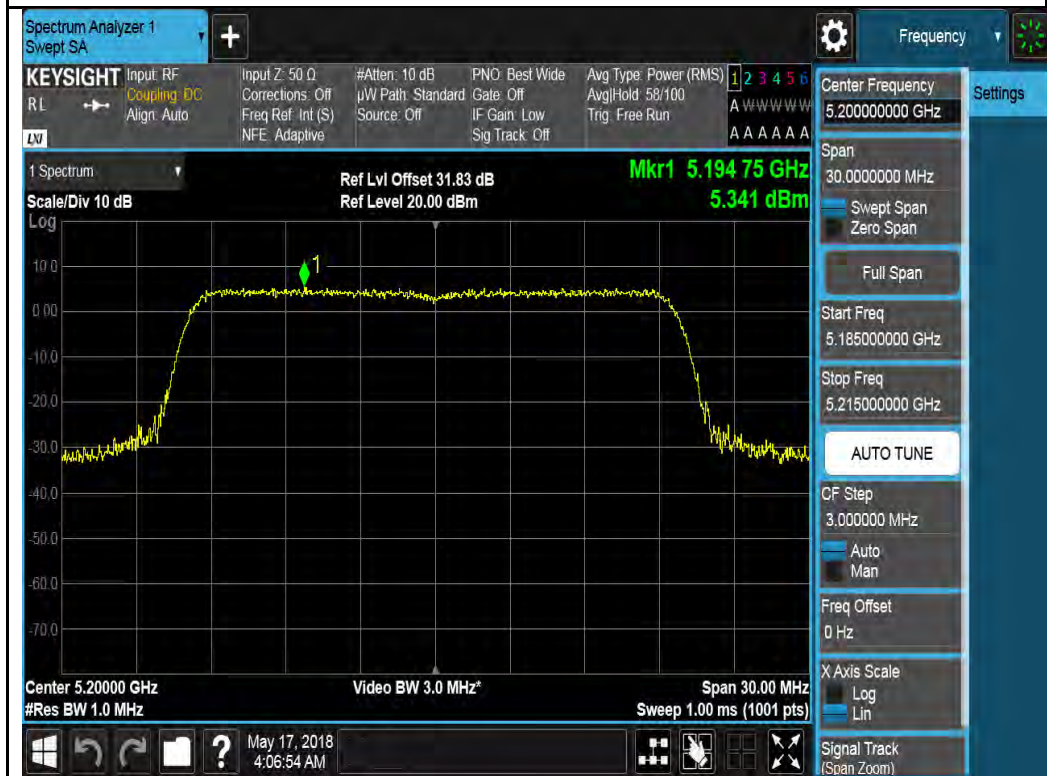 Spectrum Analyzer 1
Swept SA
+
Frequency
KEYSIGHT
RL
LXI
Input: RF
Coupling: DC
Align: Auto
Input Z: 50 Ω
Corrections: Off
Freq Ref: Int (S)
NFE: Adaptive
#Atten: 10 dB
µW Path: Standard
Source: Off
PNO: Best Wide
Gate: Off
IF Gain: Low
Sig Track: Off
Avg Type: Power (RMS)
Avg|Hold: 58/100
Trig: Free Run
1 2 3 4 5 6
A W W W W W
A A A A A A
1 Spectrum
Scale/Div 10 dB
Log
Ref Lvl Offset 31.83 dB
Ref Level 20.00 dBm
Mkr1 5.194 75 GHz
5.341 dBm
1
10.0
0.00
-10.0
-20.0
-30.0
-40.0
-50.0
-60.0
-70.0
Center 5.20000 GHz
#Res BW 1.0 MHz
Video BW 3.0 MHz*
Span 30.00 MHz
Sweep 1.00 ms (1001 pts)
?
May 17, 2018
4:06:54 AM
Center Frequency
5.200000000 GHz
Span
30.0000000 MHz
Swept Span
Zero Span
Full Span
Start Freq
5.185000000 GHz
Stop Freq
5.215000000 GHz
AUTO TUNE
CF Step
3.000000 MHz
Auto
Man
Freq Offset
0 Hz
X Axis Scale
Log
Lin
Signal Track
(Span Zoom)
Settings